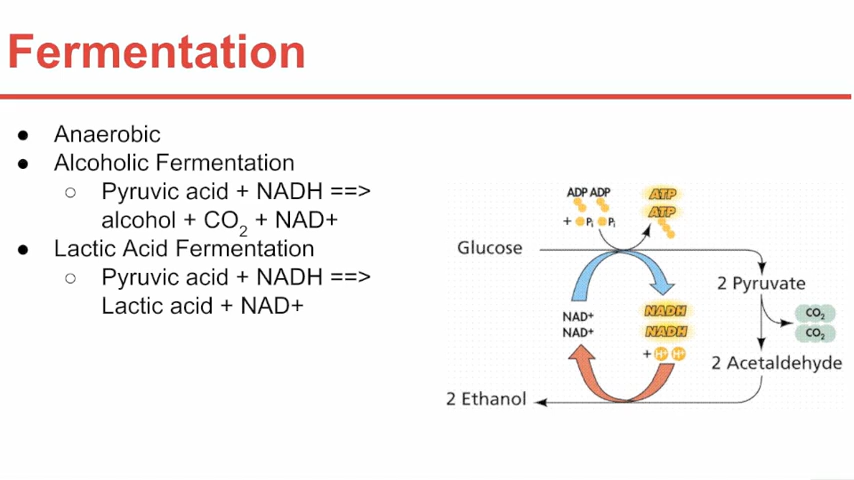 Fermentation
● Anaerobic
● Alcoholic Fermentation
○ Pyruvic acid + NADH ==>
alcohol + CO₂ + NAD+
● Lactic Acid Fermentation
○ Pyruvic acid + NADH ==>
Lactic acid + NAD+
ADP ADP
ATP
ATP
+ Pᵢ Pᵢ
Glucose
2 Pyruvate
NAD⁺
NAD⁺
NADH
NADH
+ H⁺ H⁺
CO₂
CO₂
2 Acetaldehyde
2 Ethanol